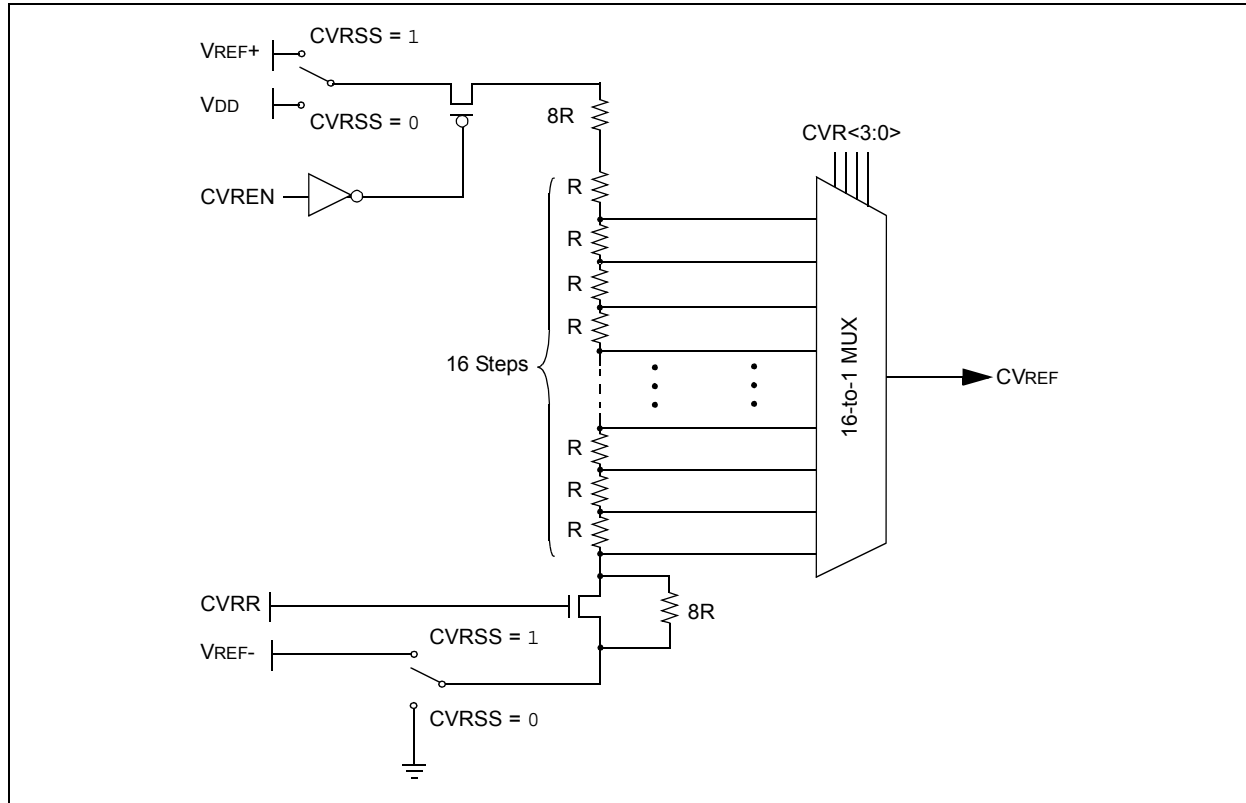 CVRSS = 1
VREF+
VDD
CVRSS = 0
8R
CVR<3:0>
CVREN
R
R
R
R
16 Steps
16-to-1 MUX
CVREF
R
R
R
CVRR
8R
CVRSS = 1
VREF-
CVRSS = 0